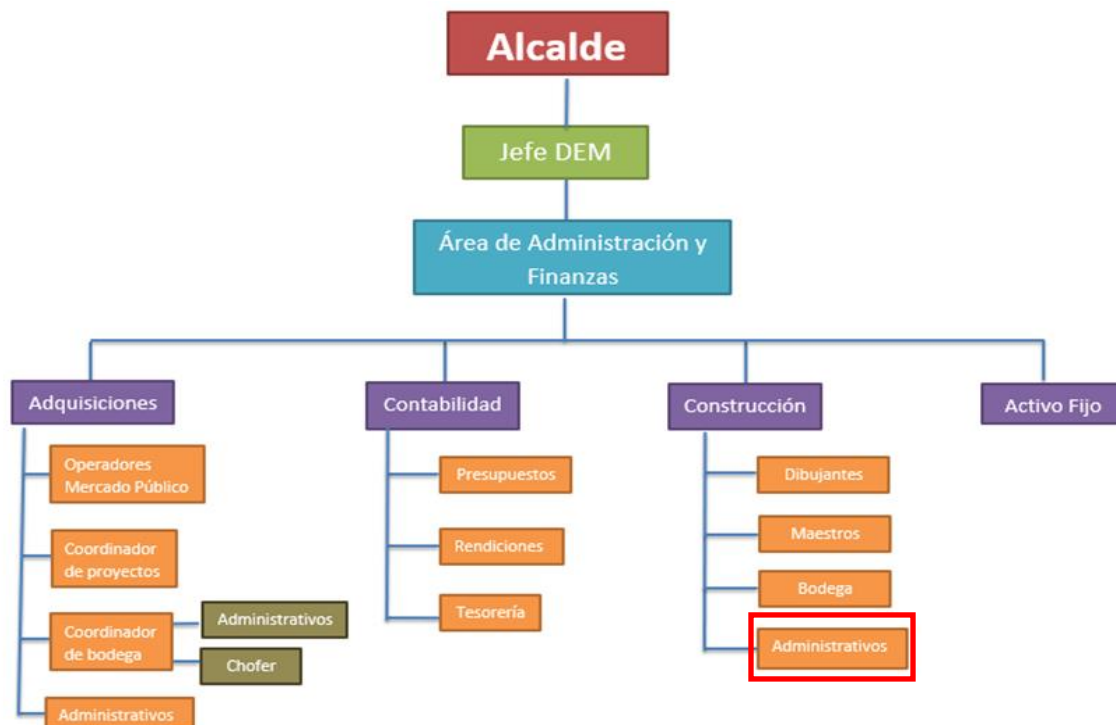 Alcalde
Jefe DEM
Área de Administración y
Finanzas
Adquisiciones
Contabilidad
Construcción
Activo Fijo
Operadores
Mercado Público
Coordinador
de proyectos
Coordinador
de bodega
Administrativos
Chofer
Administrativos
Presupuestos
Rendiciones
Tesorería
Dibujantes
Maestros
Bodega
Administrativos